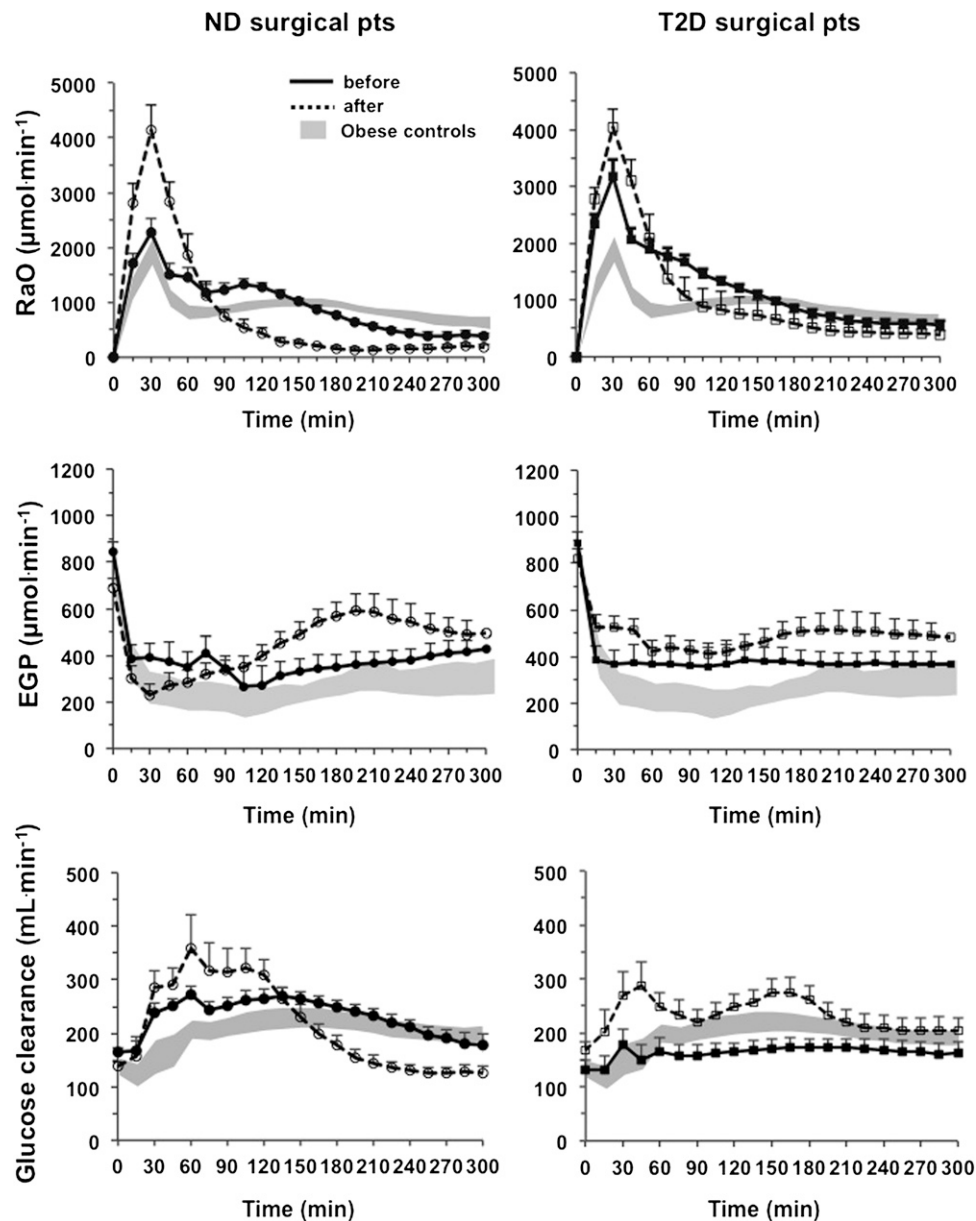 ND surgical pts
T2D surgical pts
before
after
Obese controls
RaO (µmol·min⁻¹)
5000
4000
3000
2000
1000
0
0 30 60 90 120 150 180 210 240 270 300
Time (min)
5000
4000
3000
2000
1000
0
0 30 60 90 120 150 180 210 240 270 300
Time (min)
EGP (µmol·min⁻¹)
1200
1000
800
600
400
200
0
0 30 60 90 120 150 180 210 240 270 300
Time (min)
1200
1000
800
600
400
200
0
0 30 60 90 120 150 180 210 240 270 300
Time (min)
Glucose clearance (mL·min⁻¹)
500
400
300
200
100
0
0 30 60 90 120 150 180 210 240 270 300
Time (min)
500
400
300
200
100
0
0 30 60 90 120 150 180 210 240 270 300
Time (min)